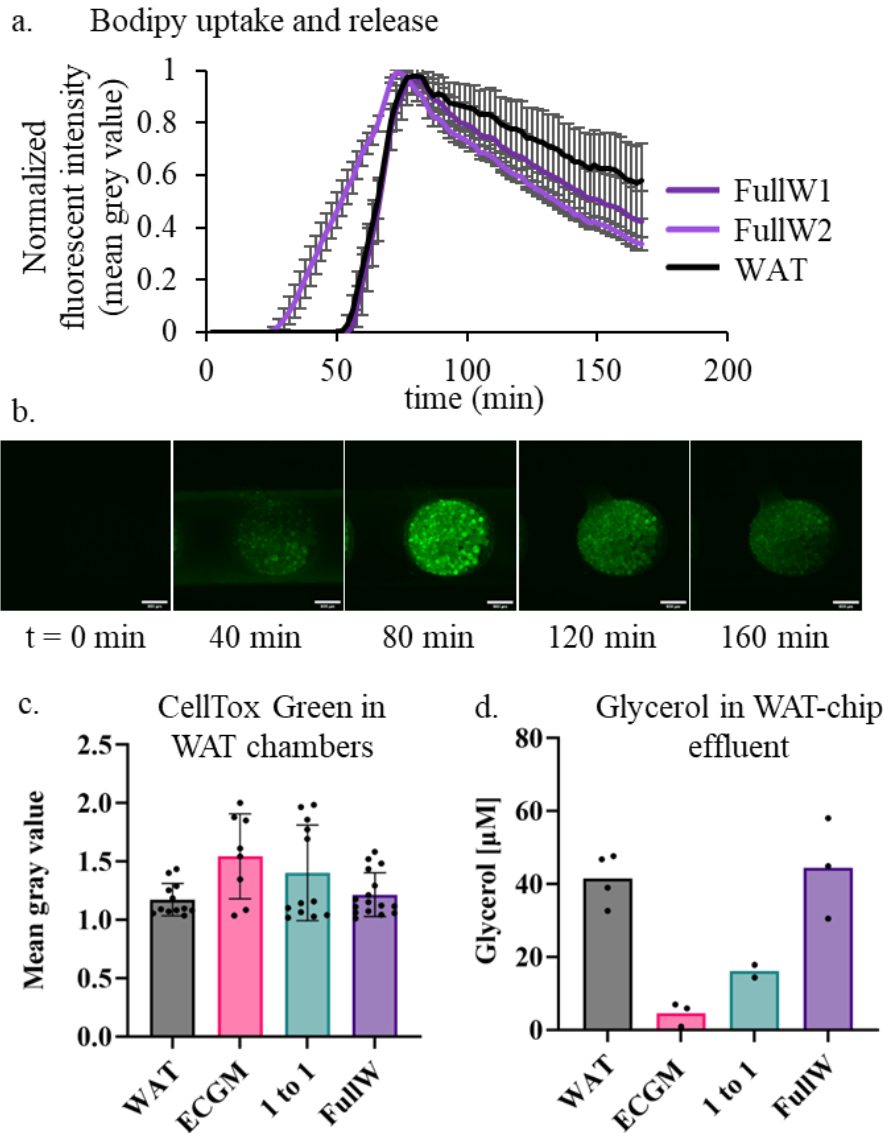 a. Bodipy uptake and release
Normalized
fluorescent intensity
(mean grey value)
1
0.8
0.6
0.4
0.2
0
0 50 100 150 200
time (min)
FullW1
FullW2
WAT
b.
t = 0 min 40 min 80 min 120 min 160 min
c. CellTox Green in
WAT chambers
Mean gray value
2.5
2.0
1.5
1.0
0.5
0.0
WAT ECGM 1 to 1 FullW
d. Glycerol in WAT-chip
effluent
Glycerol [µM]
80
60
40
20
0
WAT ECGM 1 to 1 FullW